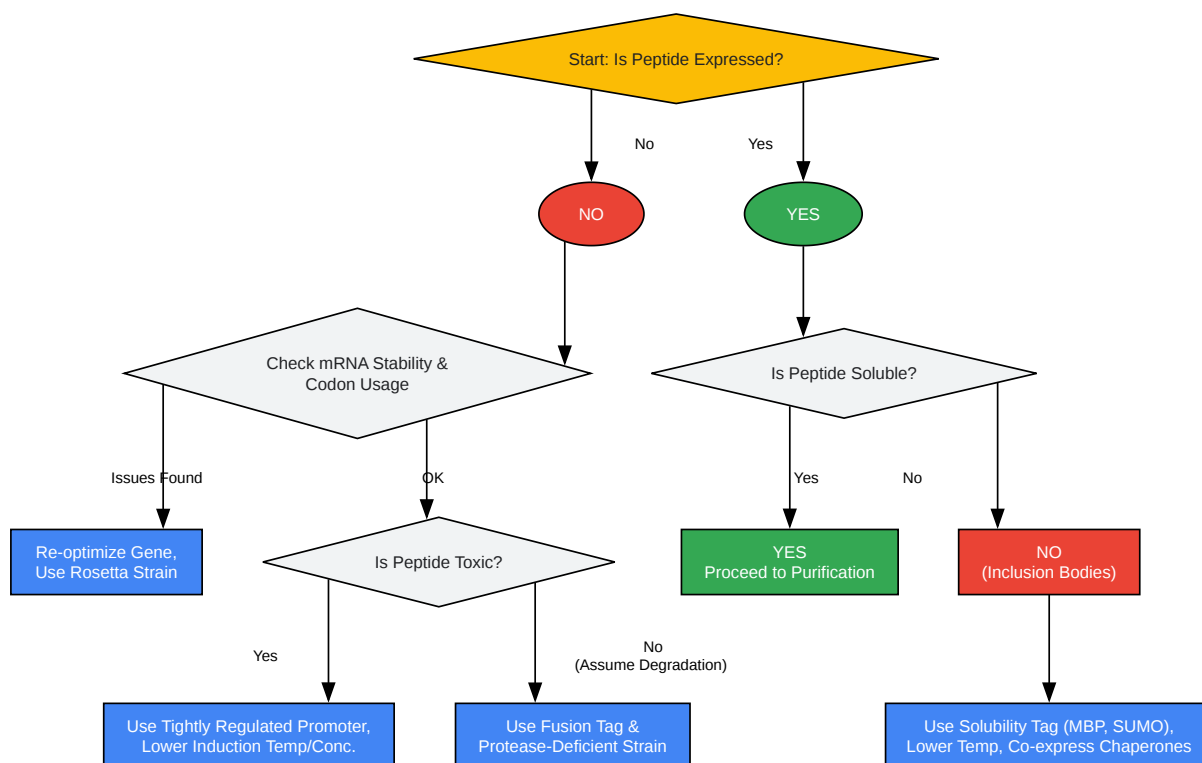 Start: Is Peptide Expressed?
No
Yes
NO
YES
Check mRNA Stability &
Codon Usage
Is Peptide Soluble?
Issues Found
OK
Yes
No
Re-optimize Gene,
Use Rosetta Strain
Is Peptide Toxic?
YES
Proceed to Purification
NO
(Inclusion Bodies)
Yes
No
(Assume Degradation)
Use Tightly Regulated Promoter,
Lower Induction Temp/Conc.
Use Fusion Tag &
Protease-Deficient Strain
Use Solubility Tag (MBP, SUMO),
Lower Temp, Co-express Chaperones